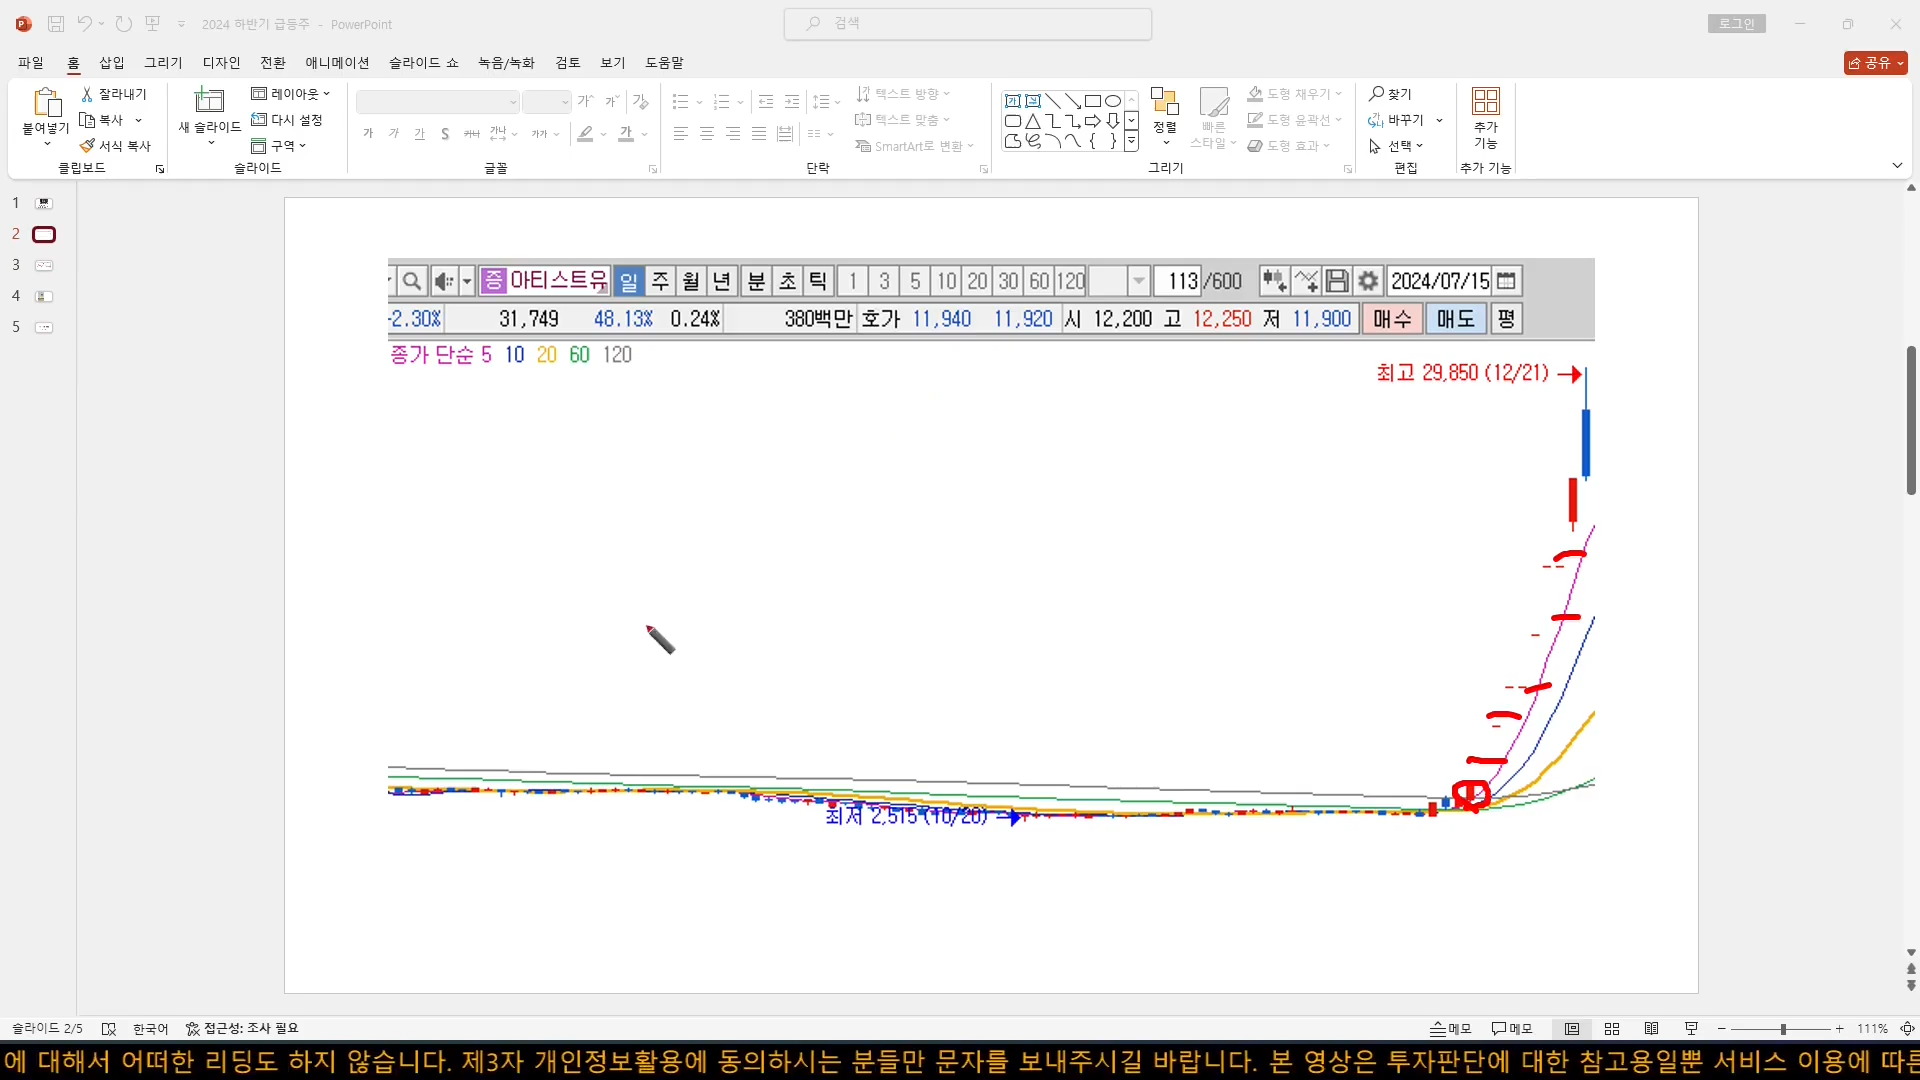 2024 하반기 급등주 - PowerPoint
검색
로그인
파일 홈 삽입 그리기 디자인 전환 애니메이션 슬라이드 쇼 녹음/녹화 검토 보기 도움말
공유
붙여넣기
잘라내기
복사
서식 복사
클립보드
새 슬라이드
레이아웃
다시 설정
구역
슬라이드
가 가 가 S 가나 가가 가
글꼴
텍스트 방향
텍스트 맞춤
SmartArt로 변환
단락
정렬
빠른 스타일
도형 채우기
도형 윤곽선
도형 효과
그리기
찾기
바꾸기
선택
편집
추가 기능
추가 기능
1
2
3
4
5
증 아티스트유 일 주 월 년 분 초 틱 1 3 5 10 20 30 60 120 113 /600 2024/07/15
-2.30% 31,749 48.13% 0.24% 380백만 호가 11,940 11,920 시 12,200 고 12,250 저 11,900 매수 매도 평
종가 단순 5 10 20 60 120
최고 29,850 (12/21)
최저 2,515 (10/20)
슬라이드 2/5 한국어 접근성: 조사 필요
메모 메모 111%
에 대해서 어떠한 리딩도 하지 않습니다. 제3자 개인정보활용에 동의하시는 분들만 문자를 보내주시길 바랍니다. 본 영상은 투자판단에 대한 참고용일뿐 서비스 이용에 따른